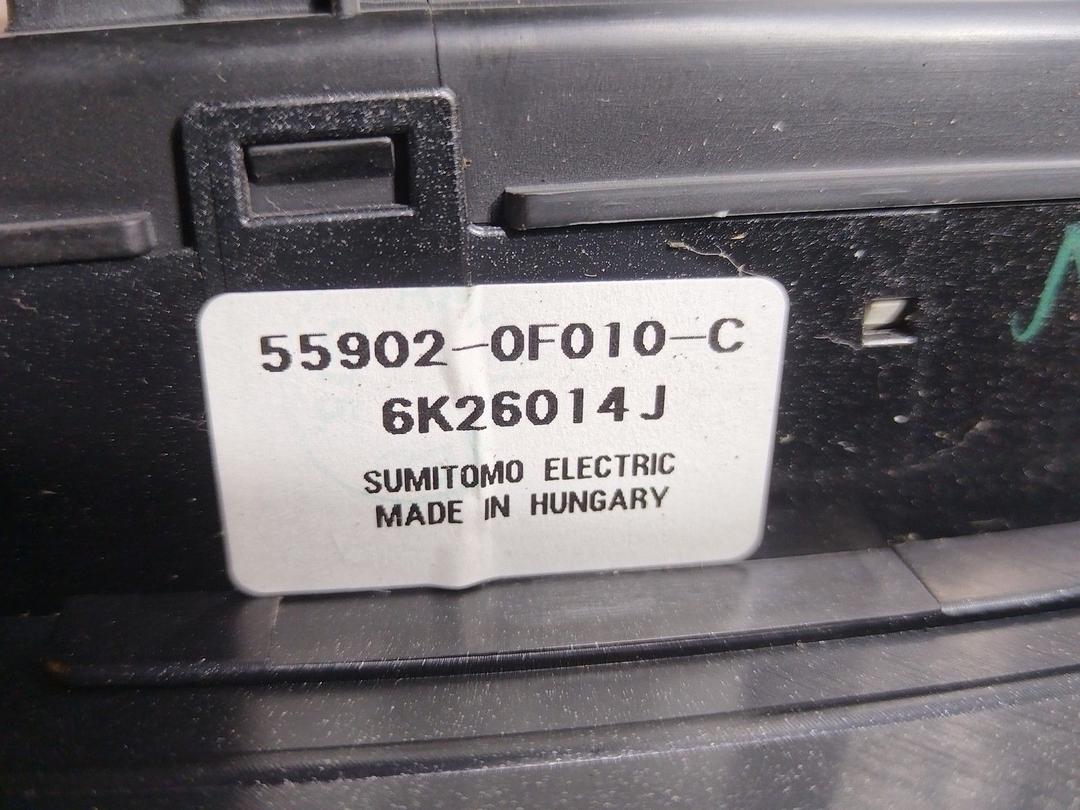 55902-0F010-C
6K26014J
SUMITOMO ELECTRIC
MADE IN HUNGARY